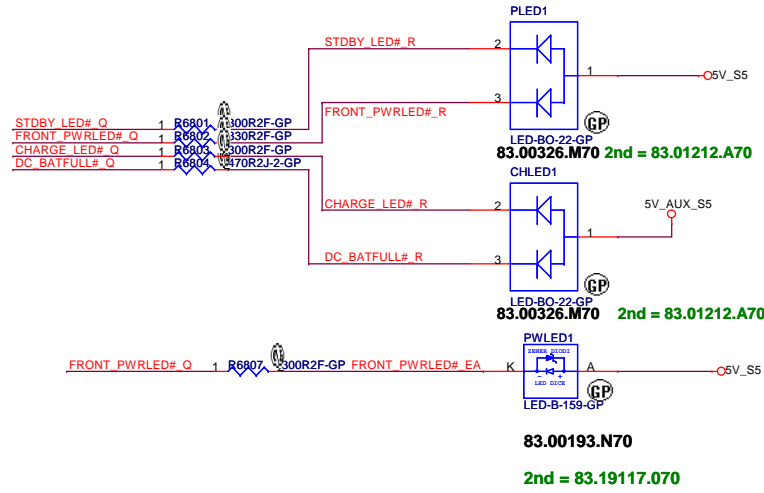 PLED1
STDBY_LED#_R
2
1
5V_S5
3
FRONT_PWRLED#_R
STDBY_LED#_Q
1
R6801
300R2F-GP
FRONT_PWRLED#_Q
1
R6802
330R2F-GP
CHARGE_LED#_Q
1
R6803
300R2F-GP
DC_BATFULL#_Q
1
R6804
470R2J-2-GP
GP
LED-BO-22-GP
83.00326.M70 2nd = 83.01212.A70
CHLED1
CHARGE_LED#_R
2
1
5V_AUX_S5
DC_BATFULL#_R
3
GP
LED-BO-22-GP
83.00326.M70 2nd = 83.01212.A70
PWLED1
ZENER DIODI
FRONT_PWRLED#_Q
1
R6807
300R2F-GP
FRONT_PWRLED#_EA
K
A
5V_S5
- +
LED DICE
GP
LED-B-159-GP
83.00193.N70
2nd = 83.19117.070